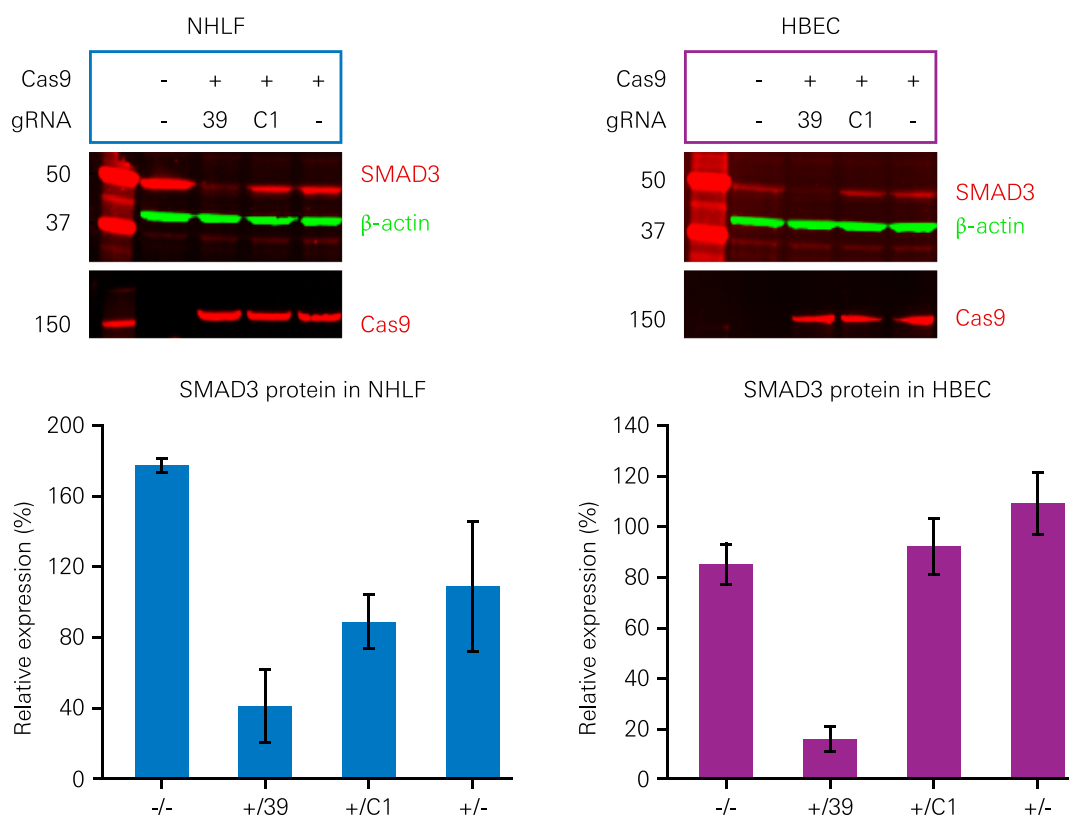 NHLF
Cas9 - + + +
gRNA - 39 C1 -
50
37
SMAD3
β-actin
150
Cas9
HBEC
Cas9 - + + +
gRNA - 39 C1 -
50
37
SMAD3
β-actin
150
Cas9
SMAD3 protein in NHLF
Relative expression (%)
200
160
120
80
40
0
-/- +/39 +/C1 +/-
SMAD3 protein in HBEC
Relative expression (%)
140
120
100
80
60
40
20
0
-/- +/39 +/C1 +/-